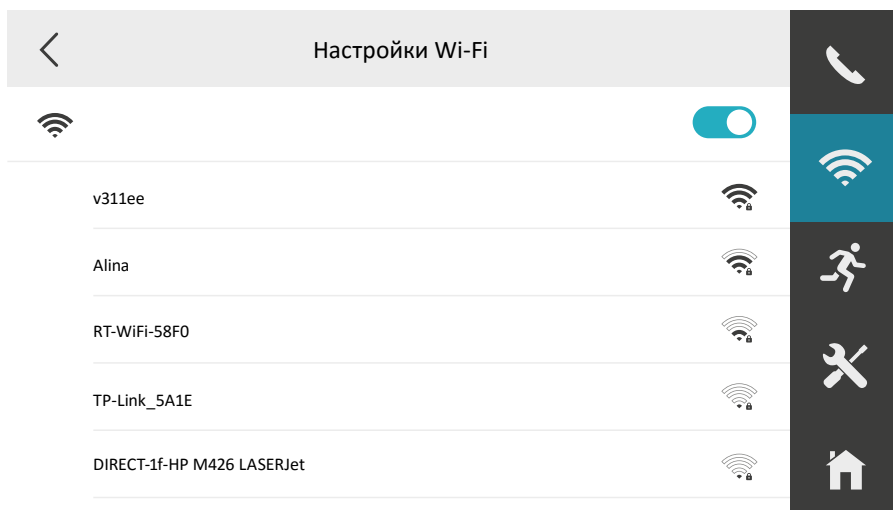 Настройки Wi-Fi
v311ee
Alina
RT-WiFi-58F0
TP-Link_5A1E
DIRECT-1f-HP M426 LASERJet